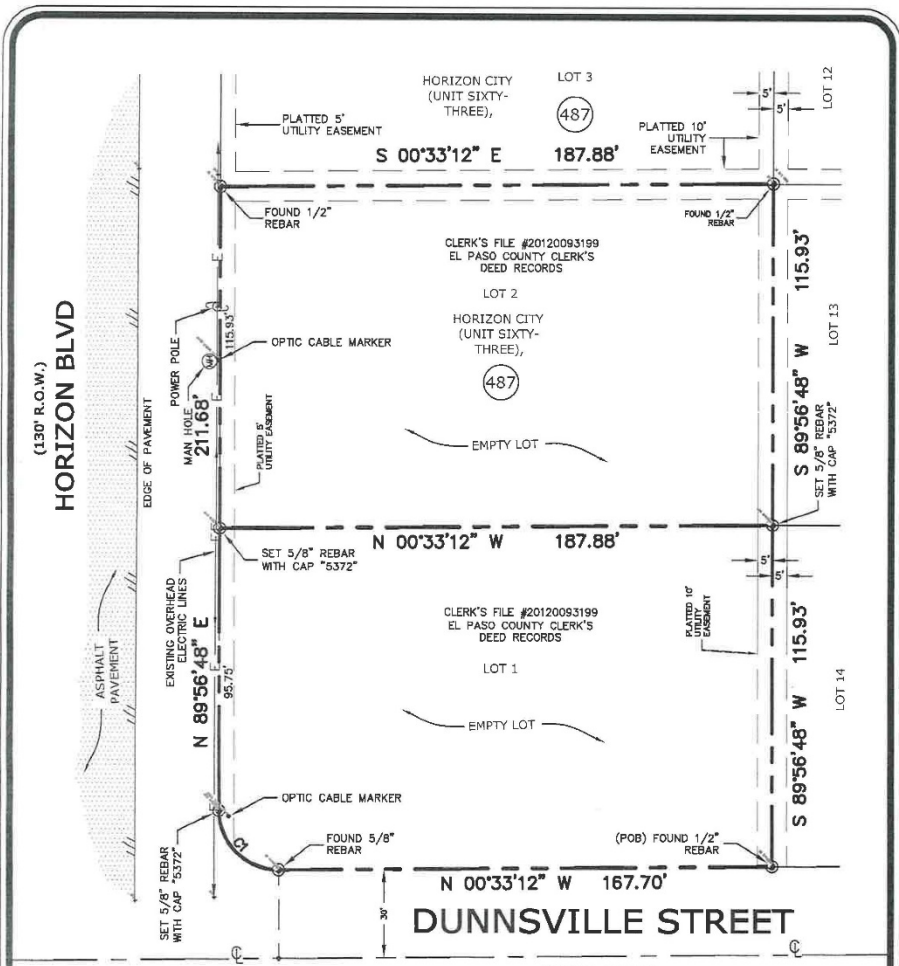 HORIZON CITY
(UNIT SIXTY-
THREE),
LOT 3
487
LOT 12
5'
5'
PLATTED 5'
UTILITY EASEMENT
PLATTED 10'
UTILITY
EASEMENT
S 00°33'12" E 187.88'
FOUND 1/2"
REBAR
FOUND 1/2"
REBAR
CLERK'S FILE #20120093199
EL PASO COUNTY CLERK'S
DEED RECORDS
LOT 2
HORIZON CITY
(UNIT SIXTY-
THREE),
487
EMPTY LOT
(130' R.O.W.)
HORIZON BLVD
EDGE OF PAVEMENT
POWER POLE
MAN HOLE
MH
211.68"
115.93'
OPTIC CABLE MARKER
PLATTED 5'
UTILITY EASEMENT
S 89°56'48" W 115.93'
LOT 13
SET 5/8" REBAR
WITH CAP "5372"
N 00°33'12" W 187.88'
SET 5/8" REBAR
WITH CAP "5372"
5'
5'
EXISTING OVERHEAD
ELECTRIC LINES
ASPHALT
PAVEMENT
N 89°56'48" E
95.75'
CLERK'S FILE #20120093199
EL PASO COUNTY CLERK'S
DEED RECORDS
LOT 1
EMPTY LOT
PLATTED 10'
UTILITY
EASEMENT
S 89°56'48" W 115.93'
LOT 14
OPTIC CABLE MARKER
C1
SET 5/8" REBAR
WITH CAP "5372"
FOUND 5/8"
REBAR
(POB) FOUND 1/2"
REBAR
N 00°33'12" W 167.70'
30'
DUNNSVILLE STREET
E
E
E
E
CL
CL